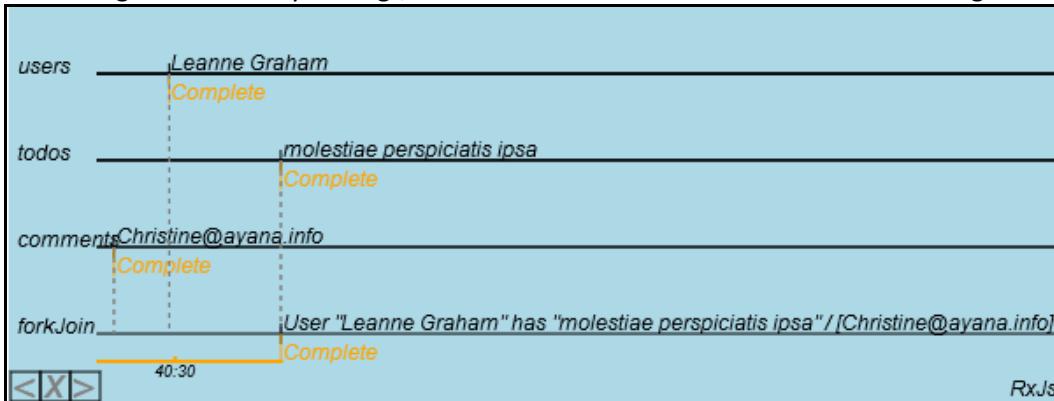 users Leanne Graham
Complete
todos molestiae perspiciatis ipsa
Complete
comments Christine@ayana.info
Complete
forkJoin User "Leanne Graham" has "molestiae perspiciatis ipsa" / [Christine@ayana.info]
Complete
40:30
<X> RxJs